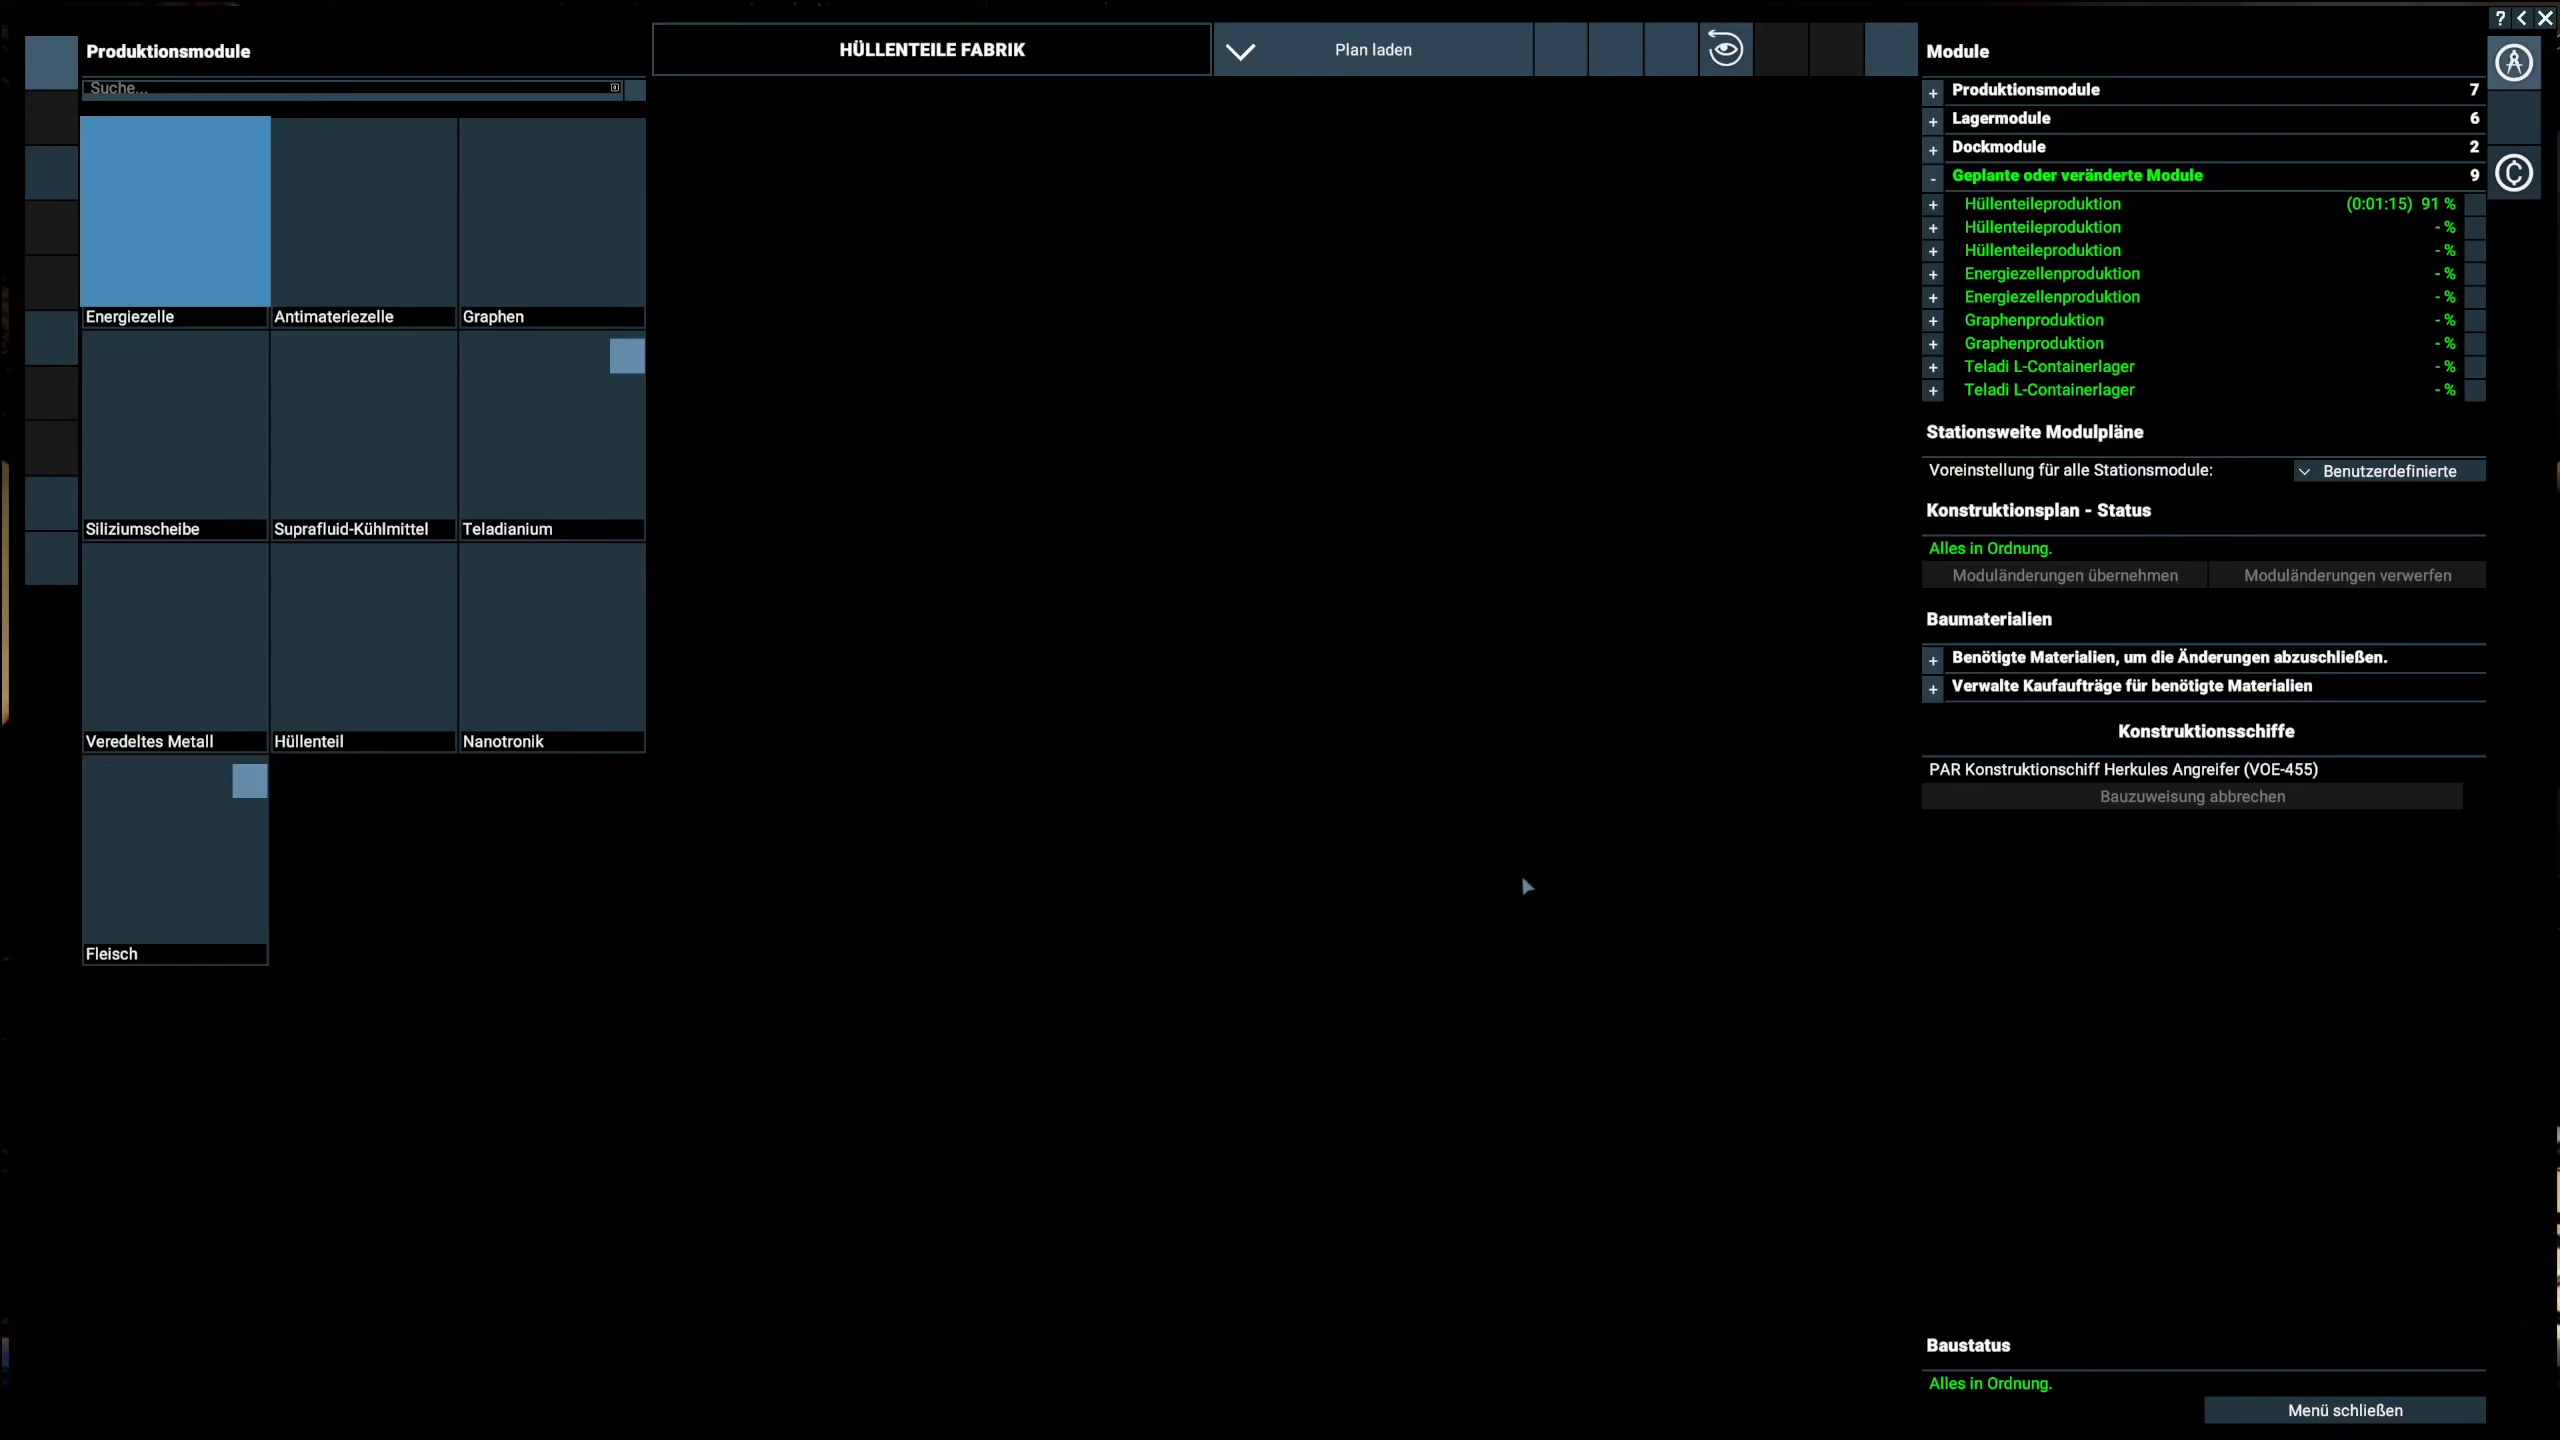 ?
Produktionsmodule
Suche...
HÜLLENTEILE FABRIK
Plan laden
Energiezelle
Antimateriezelle
Graphen
Siliziumscheibe
Suprafluid-Kühlmittel
Teladianium
Veredeltes Metall
Hüllenteil
Nanotronik
Fleisch
Module
+ Produktionsmodule 7
+ Lagermodule 6
+ Dockmodule 2
- Geplante oder veränderte Module 9
+ Hüllenteileproduktion (0:01:15) 91 %
+ Hüllenteileproduktion - %
+ Hüllenteileproduktion - %
+ Energiezellenproduktion - %
+ Energiezellenproduktion - %
+ Graphenproduktion - %
+ Graphenproduktion - %
+ Teladi L-Containerlager - %
+ Teladi L-Containerlager - %
Stationsweite Modulpläne
Voreinstellung für alle Stationsmodule: Benutzerdefinierte
Konstruktionsplan - Status
Alles in Ordnung.
Moduländerungen übernehmen Moduländerungen verwerfen
Baumaterialien
+ Benötigte Materialien, um die Änderungen abzuschließen.
+ Verwalte Kaufaufträge für benötigte Materialien
Konstruktionsschiffe
PAR Konstruktionschiff Herkules Angreifer (VOE-455)
Bauzuweisung abbrechen
Baustatus
Alles in Ordnung.
Menü schließen